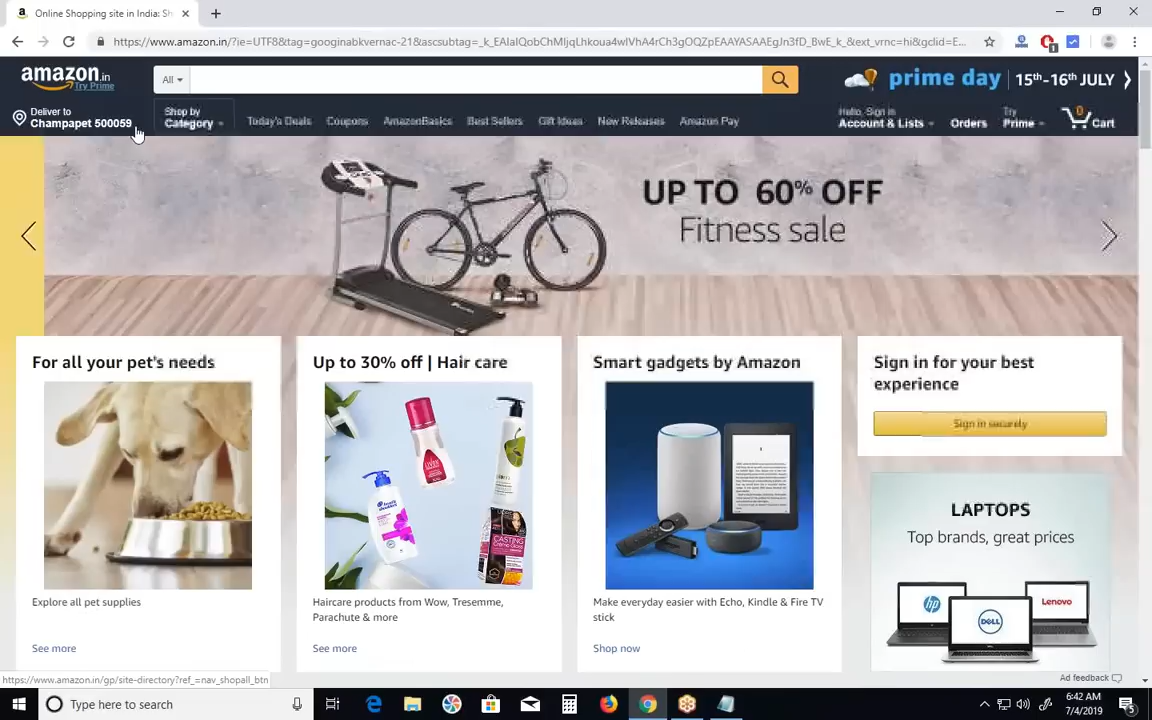 Online Shopping site in India: Sh
https://www.amazon.in/?ie=UTF8&tag=googinabkvernac-21&ascsubtag=_k_EAIaIQobChMIjqLhkoua4wIVhA4rCh3gOQZpEAAYASAAEgJn3fD_BwE_k_&ext_vrnc=hi&gclid=E...
amazon.in
Try Prime
All
prime day
15TH-16TH JULY
Deliver to
Champapet 500059
Shop by
Category
Today's Deals
Coupons
AmazonBasics
Best Sellers
Gift Ideas
New Releases
Amazon Pay
Hello, Sign in
Account & Lists
Orders
Try
Prime
0
Cart
UP TO 60% OFF
Fitness sale
For all your pet's needs
Explore all pet supplies
See more
Up to 30% off | Hair care
CASTING
Haircare products from Wow, Tresemme,
Parachute & more
See more
Smart gadgets by Amazon
Make everyday easier with Echo, Kindle & Fire TV
stick
Shop now
Sign in for your best
experience
Sign in securely
LAPTOPS
Top brands, great prices
hp
DELL
Lenovo
Ad feedback
https://www.amazon.in/gp/site-directory?ref_=nav_shopall_btn
Type here to search
6:42 AM
7/4/2019
5